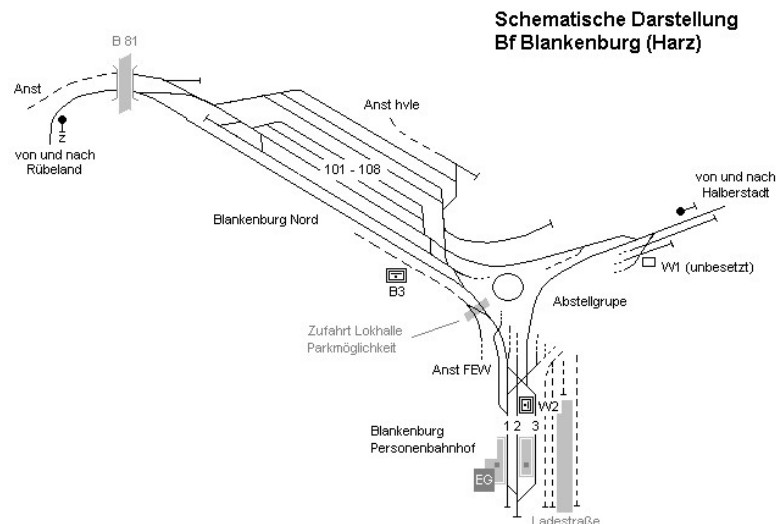 Schematische Darstellung
Bf Blankenburg (Harz)
B 81
Anst
Z
von und nach
Rübeland
Anst hvle
101 - 108
von und nach
Halberstadt
Blankenburg Nord
W1 (unbesetzt)
B3
Abstellgrupe
Zufahrt Lokhalle
Parkmöglichkeit
Anst FEW
W2
1 2 3
Blankenburg
Personenbahnhof
EG
Ladestraße